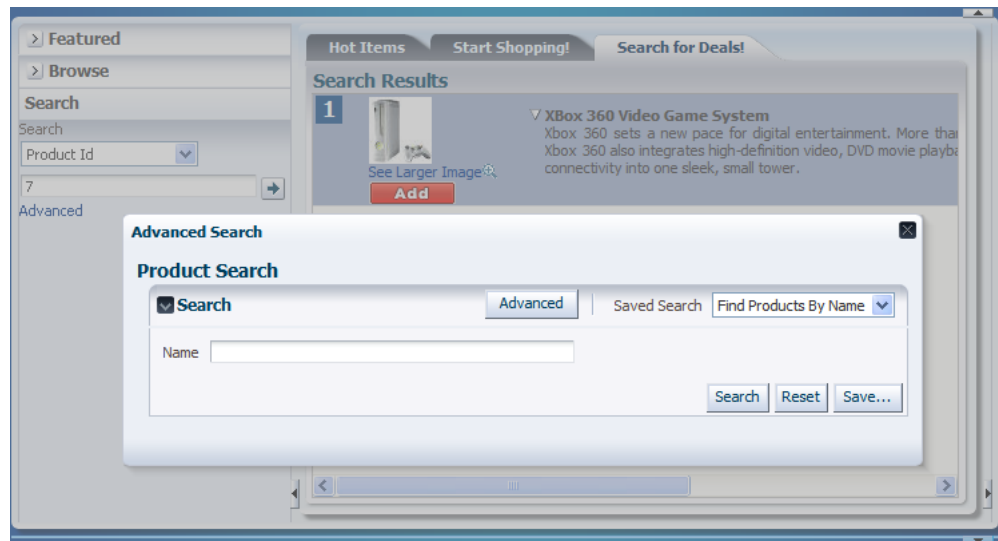 Featured
Browse
Search
Search
Product Id
7
Advanced
Hot Items
Start Shopping!
Search for Deals!
Search Results
1
XBox 360 Video Game System
Xbox 360 sets a new pace for digital entertainment. More than
Xbox 360 also integrates high-definition video, DVD movie playba
connectivity into one sleek, small tower.
See Larger Image
Add
Advanced Search
Product Search
Search
Advanced
Saved Search
Find Products By Name
Name
Search
Reset
Save...